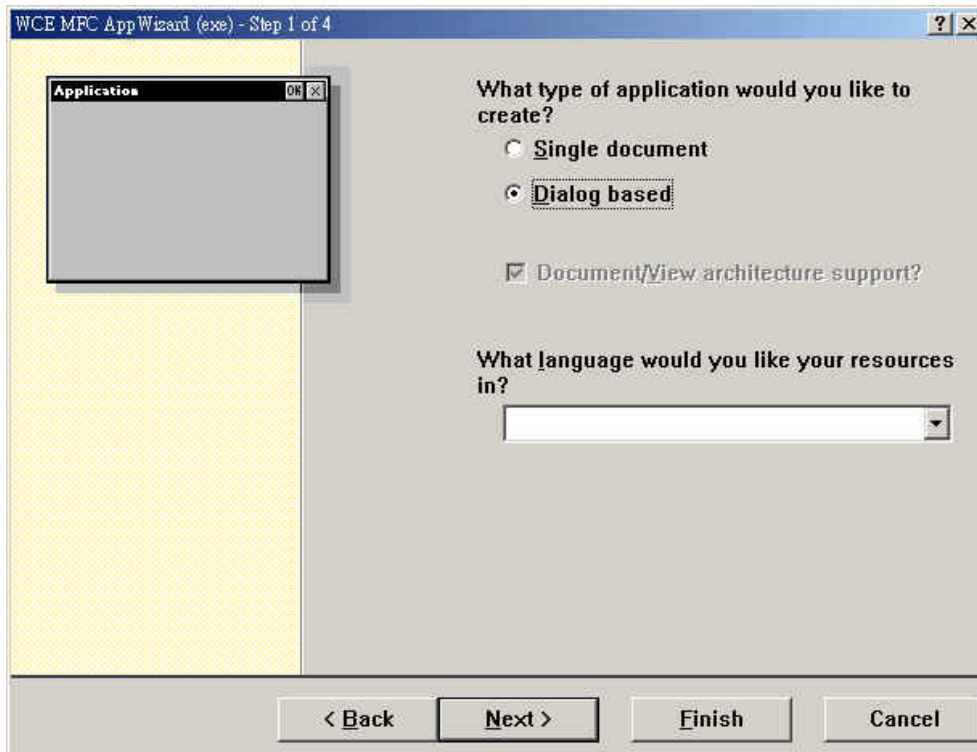 WCE MFC AppWizard (exe) - Step 1 of 4
Application
OK
What type of application would you like to
create?
Single document
Dialog based
Document/View architecture support?
What language would you like your resources
in?
< Back
Next >
Finish
Cancel